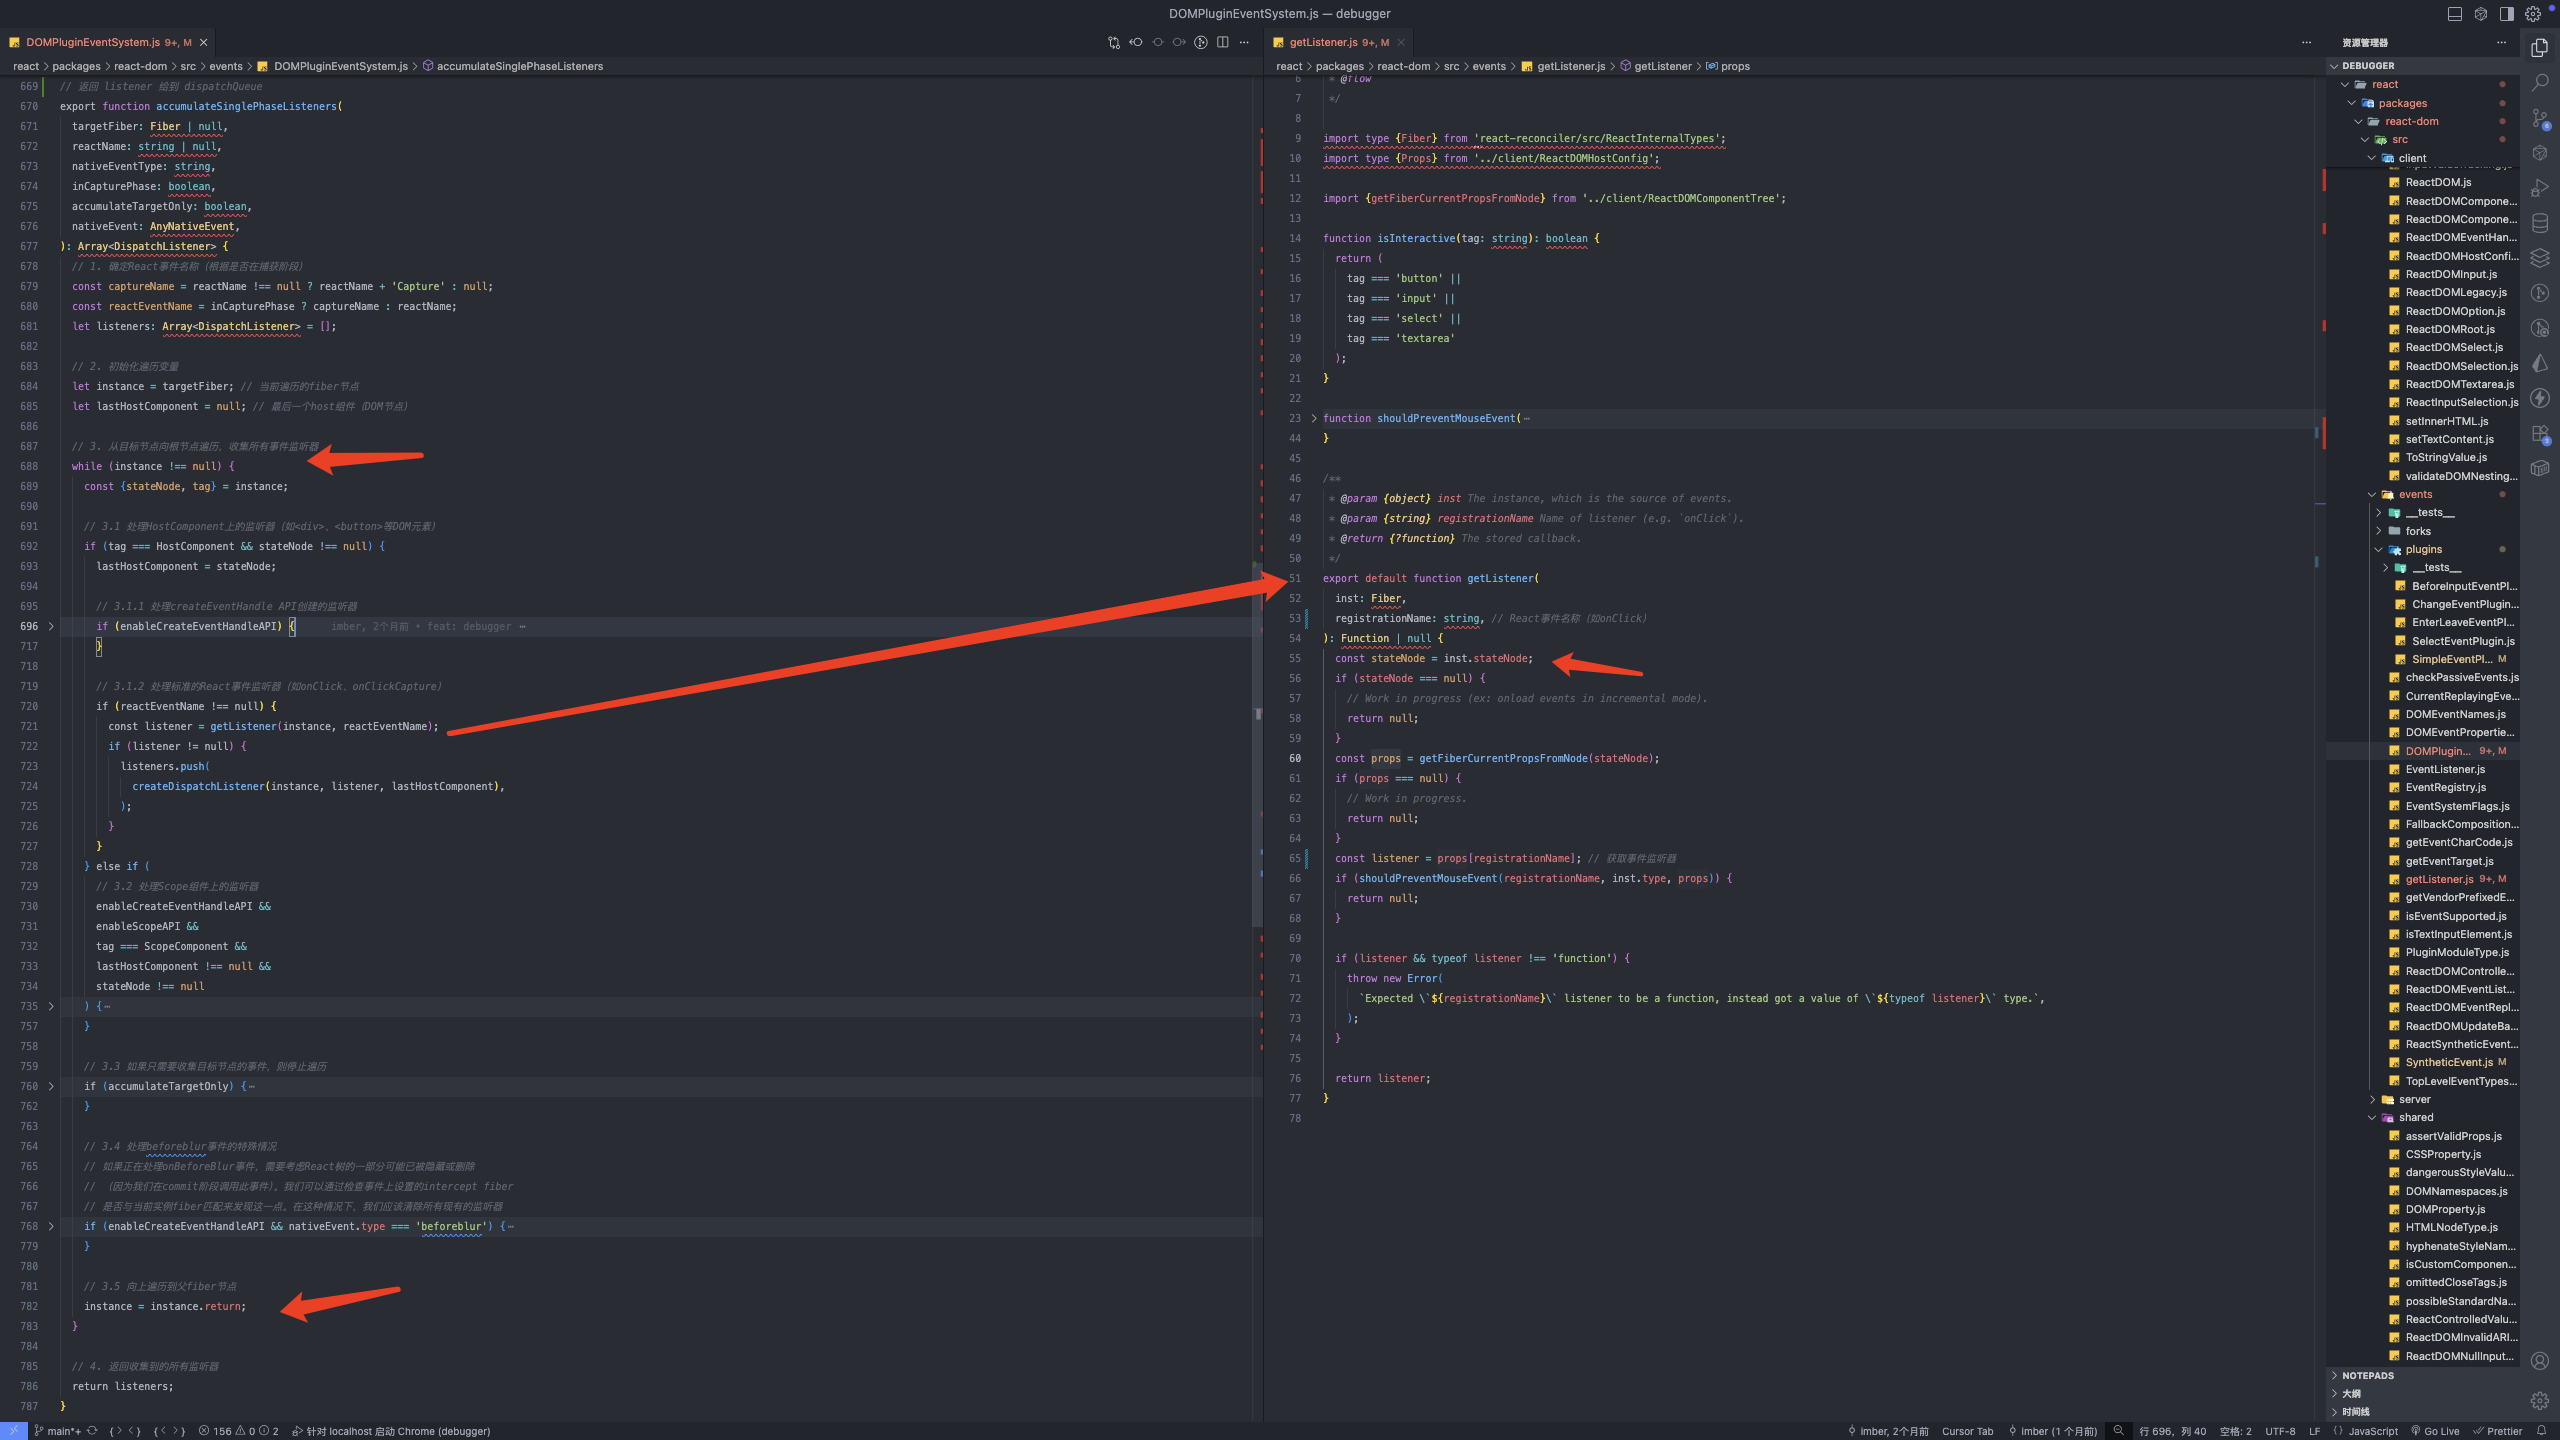 DOMPluginEventSystem.js — debugger
DOMPluginEventSystem.js 9+, M
react > packages > react-dom > src > events > DOMPluginEventSystem.js > accumulateSinglePhaseListeners
669 // 返回 listener 给到 dispatchQueue
670 export function accumulateSinglePhaseListeners(
671 targetFiber: Fiber | null,
672 reactName: string | null,
673 nativeEventType: string,
674 inCapturePhase: boolean,
675 accumulateTargetOnly: boolean,
676 nativeEvent: AnyNativeEvent,
677 ): Array<DispatchListener> {
678 // 1. 确定React事件名称（根据是否在捕获阶段）
679 const captureName = reactName !== null ? reactName + 'Capture' : null;
680 const reactEventName = inCapturePhase ? captureName : reactName;
681 let listeners: Array<DispatchListener> = [];
682
683 // 2. 初始化遍历变量
684 let instance = targetFiber; // 当前遍历的fiber节点
685 let lastHostComponent = null; // 最后一个host组件（DOM节点）
686
687 // 3. 从目标节点向根节点遍历，收集所有事件监听器
688 while (instance !== null) {
689 const {stateNode, tag} = instance;
690
691 // 3.1 处理HostComponent上的监听器（如<div>、<button>等DOM元素）
692 if (tag === HostComponent && stateNode !== null) {
693 lastHostComponent = stateNode;
694
695 // 3.1.1 处理createEventHandle API创建的监听器
696 if (enableCreateEventHandleAPI) { imber, 2个月前 • feat: debugger ⋯
717 }
718
719 // 3.1.2 处理标准的React事件监听器（如onClick、onClickCapture）
720 if (reactEventName !== null) {
721 const listener = getListener(instance, reactEventName);
722 if (listener != null) {
723 listeners.push(
724 createDispatchListener(instance, listener, lastHostComponent),
725 );
726 }
727 }
728 } else if (
729 // 3.2 处理Scope组件上的监听器
730 enableCreateEventHandleAPI &&
731 enableScopeAPI &&
732 tag === ScopeComponent &&
733 lastHostComponent !== null &&
734 stateNode !== null
735 ) {⋯
757 }
758
759 // 3.3 如果只需要收集目标节点的事件，则停止遍历
760 if (accumulateTargetOnly) {⋯
762 }
763
764 // 3.4 处理beforeblur事件的特殊情况
765 // 如果正在处理onBeforeBlur事件，需要考虑React树的一部分可能已被隐藏或删除
766 // （因为我们在commit阶段调用此事件）。我们可以通过检查事件上设置的intercept fiber
767 // 是否与当前实例fiber匹配来发现这一点。在这种情况下，我们应该清除所有现有的监听器
768 if (enableCreateEventHandleAPI && nativeEvent.type === 'beforeblur') {⋯
779 }
780
781 // 3.5 向上遍历到父fiber节点
782 instance = instance.return;
783 }
784
785 // 4. 返回收集到的所有监听器
786 return listeners;
787 }
getListener.js 9+, M
react > packages > react-dom > src > events > getListener.js > getListener > props
6 * @flow
7 */
8
9 import type {Fiber} from 'react-reconciler/src/ReactInternalTypes';
10 import type {Props} from '../client/ReactDOMHostConfig';
11
12 import {getFiberCurrentPropsFromNode} from '../client/ReactDOMComponentTree';
13
14 function isInteractive(tag: string): boolean {
15 return (
16 tag === 'button' ||
17 tag === 'input' ||
18 tag === 'select' ||
19 tag === 'textarea'
20 );
21 }
22
23 function shouldPreventMouseEvent(⋯
44 }
45
46 /**
47 * @param {object} inst The instance, which is the source of events.
48 * @param {string} registrationName Name of listener (e.g. `onClick`).
49 * @return {?function} The stored callback.
50 */
51 export default function getListener(
52 inst: Fiber,
53 registrationName: string, // React事件名称（如onClick）
54 ): Function | null {
55 const stateNode = inst.stateNode;
56 if (stateNode === null) {
57 // Work in progress (ex: onload events in incremental mode).
58 return null;
59 }
60 const props = getFiberCurrentPropsFromNode(stateNode);
61 if (props === null) {
62 // Work in progress.
63 return null;
64 }
65 const listener = props[registrationName]; // 获取事件监听器
66 if (shouldPreventMouseEvent(registrationName, inst.type, props)) {
67 return null;
68 }
69
70 if (listener && typeof listener !== 'function') {
71 throw new Error(
72 `Expected \`${registrationName}\` listener to be a function, instead got a value of \`${typeof listener}\` type.`,
73 );
74 }
75
76 return listener;
77 }
78
资源管理器
DEBUGGER
react
packages
react-dom
src
client
ReactDOM.js
ReactDOMCompone...
ReactDOMCompone...
ReactDOMEventHan...
ReactDOMHostConfi...
ReactDOMInput.js
ReactDOMLegacy.js
ReactDOMOption.js
ReactDOMRoot.js
ReactDOMSelect.js
ReactDOMSelection.js
ReactDOMTextarea.js
ReactInputSelection.js
setInnerHTML.js
setTextContent.js
ToStringValue.js
validateDOMNesting...
events
__tests__
forks
plugins
__tests__
BeforeInputEventPl...
ChangeEventPlugin...
EnterLeaveEventPl...
SelectEventPlugin.js
SimpleEventPl... M
checkPassiveEvents.js
CurrentReplayingEve...
DOMEventNames.js
DOMEventPropertie...
DOMPlugin... 9+, M
EventListener.js
EventRegistry.js
EventSystemFlags.js
FallbackComposition...
getEventCharCode.js
getEventTarget.js
getListener.js 9+, M
getVendorPrefixedE...
isEventSupported.js
isTextInputElement.js
PluginModuleType.js
ReactDOMControlle...
ReactDOMEventList...
ReactDOMEventRepl...
ReactDOMUpdateBa...
ReactSyntheticEvent...
SyntheticEvent.js M
TopLevelEventTypes...
server
shared
assertValidProps.js
CSSProperty.js
dangerousStyleValu...
DOMNamespaces.js
DOMProperty.js
HTMLNodeType.js
hyphenateStyleNam...
isCustomComponen...
omittedCloseTags.js
possibleStandardNa...
ReactControlledValu...
ReactDOMInvalidARI...
ReactDOMNullInput...
NOTEPADS
大纲
时间线
main*+ 156 0 2 针对 localhost 启动 Chrome (debugger) imber, 2个月前 Cursor Tab imber (1 个月前) 行 696，列 40 空格: 2 UTF-8 LF JavaScript Go Live Prettier